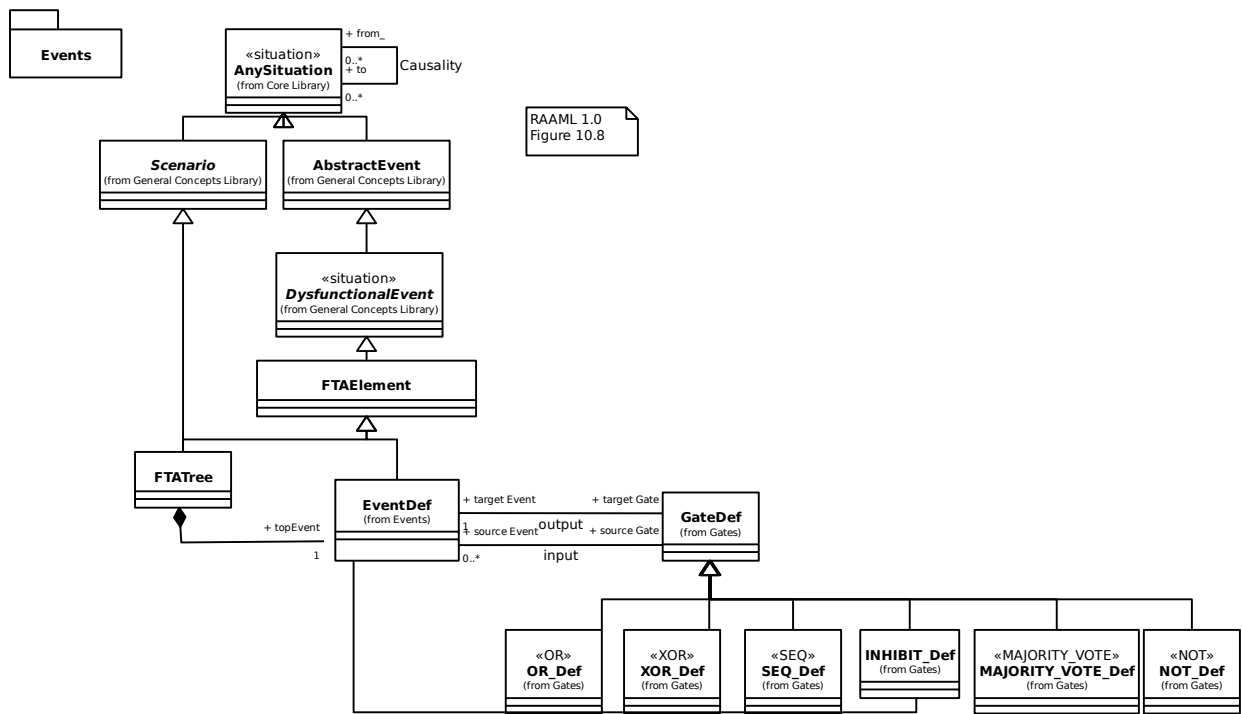 Events
«situation»
AnySituation
(from Core Library)
+ from_
0..*
+ to
0..*
Causality
RAAML 1.0
Figure 10.8
Scenario
(from General Concepts Library)
AbstractEvent
(from General Concepts Library)
«situation»
DysfunctionalEvent
(from General Concepts Library)
FTAElement
FTATree
EventDef
(from Events)
+ topEvent
1
+ target Event
1
+ target Gate
output
+ source Event
0..*
+ source Gate
input
GateDef
(from Gates)
«OR»
OR_Def
(from Gates)
«XOR»
XOR_Def
(from Gates)
«SEQ»
SEQ_Def
(from Gates)
INHIBIT_Def
(from Gates)
«MAJORITY_VOTE»
MAJORITY_VOTE_Def
(from Gates)
«NOT»
NOT_Def
(from Gates)